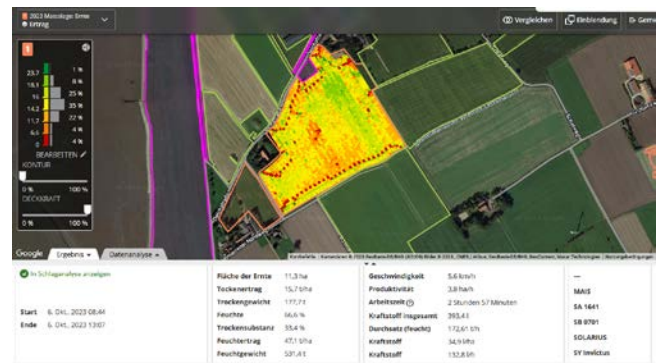 2023 Maissilage Ernte
Ertrag
Vergleichen
Einblendung
1
23,7
18,1
15
14,2
11,7
6,6
0
1 %
8 %
25 %
35 %
22 %
4 %
4 %
BEARBEITEN
KONTUR
0 %
100 %
DECKKRAFT
0 %
100 %
Google
Ergebnis
Datenanalyse
In Schlaganalyse anzeigen
Start 6. Okt., 2023 08:44
Ende 6. Okt., 2023 13:07
Fläche der Ernte 11,3 ha
Tockenertrag 15,7 t/ha
Trockengewicht 177,7 t
Feuchte 66,6 %
Trockensubstanz 33,4 %
Feuchtertrag 47,1 t/ha
Feuchtgewicht 531,4 t
Geschwindigkeit 5,6 km/h
Produktivität 3,8 ha/h
Arbeitszeit 2 Stunden 57 Minuten
Kraftstoff insgesamt 393,4 l
Durchsatz (feucht) 172,61 t/h
Kraftstoff 34,9 l/ha
Kraftstoff 132,8 l/h
---
MAIS
SA 1641
SB 0701
SOLARIUS
SY Invictus